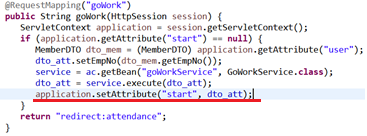 @RequestMapping("goWork")
public String goWork(HttpSession session) {
ServletContext application = session.getServletContext();
if (application.getAttribute("start") == null) {
MemberDTO dto_mem = (MemberDTO) application.getAttribute("user");
dto_att.setEmpNo(dto_mem.getEmpNo());
service = ac.getBean("goWorkService", GoWorkService.class);
dto_att = service.execute(dto_att);
application.setAttribute("start", dto_att);
}
return "redirect:attendance";
}